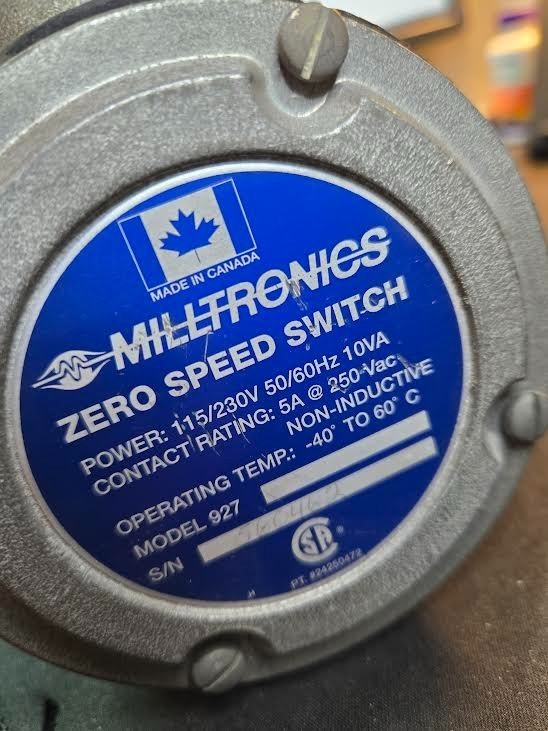 MADE IN CANADA
MILLTRONICS
ZERO SPEED SWITCH
POWER: 115/230V 50/60Hz 10VA
CONTACT RATING: 5A @ 250 Vac
NON-INDUCTIVE
OPERATING TEMP.: -40° TO 60° C
MODEL 927
S/N
PT. #24250472